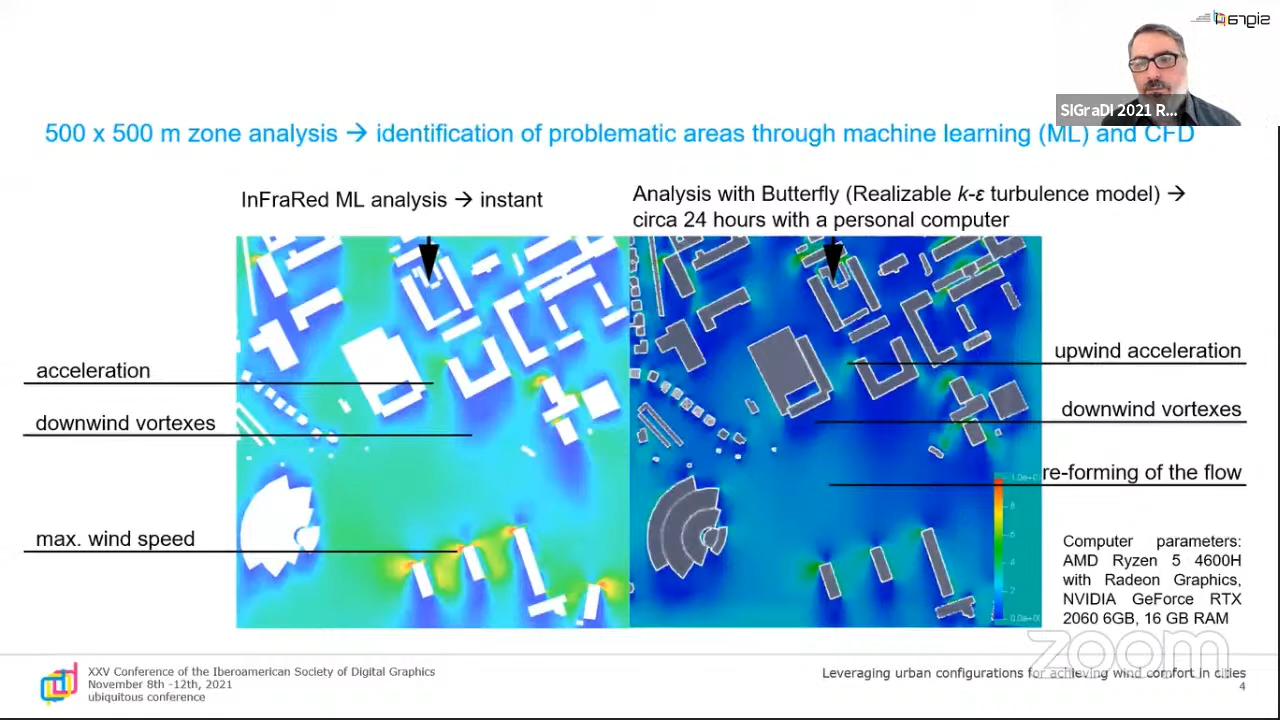 SIGraDI 2021 R...
500 x 500 m zone analysis → identification of problematic areas through machine learning (ML) and CFD
InFraRed ML analysis → instant
Analysis with Butterfly (Realizable k-ε turbulence model) →
circa 24 hours with a personal computer
acceleration
downwind vortexes
max. wind speed
upwind acceleration
downwind vortexes
re-forming of the flow
8
6
4
2
Computer parameters:
AMD Ryzen 5 4600H
with Radeon Graphics,
NVIDIA GeForce RTX
2060 6GB, 16 GB RAM
zoom
XXV Conference of the Iberoamerican Society of Digital Graphics
November 8th -12th, 2021
ubiquitous conference
Leveraging urban configurations for achieving wind comfort in cities
4